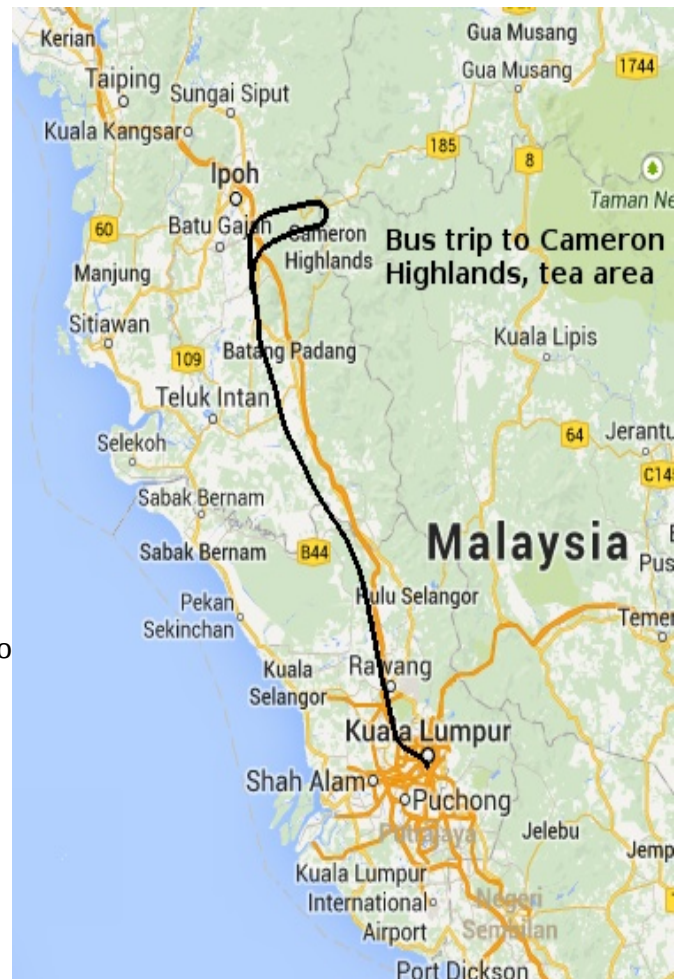 Kerian
Gua Musang
Taiping
Gua Musang
1744
Sungai Siput
Kuala Kangsar
185
8
Ipoh
Taman Ne
60
Batu Gajah
Cameron
Highlands
Bus trip to Cameron
Highlands, tea area
Manjung
Sitiawan
Kuala Lipis
109
Batang Padang
Teluk Intan
64
Jerantu
Selekoh
C145
Sabak Bernam
Malaysia
Sabak Bernam
B44
Pus
Pekan
Sekinchan
Hulu Selangor
Temer
o
Kuala
Selangor
Rawang
Kuala Lumpur
Shah Alam
Puchong
Putrajaya
Jelebu
Jemp
Kuala Lumpur
International
Airport
Negeri
Sembilan
Port Dickson